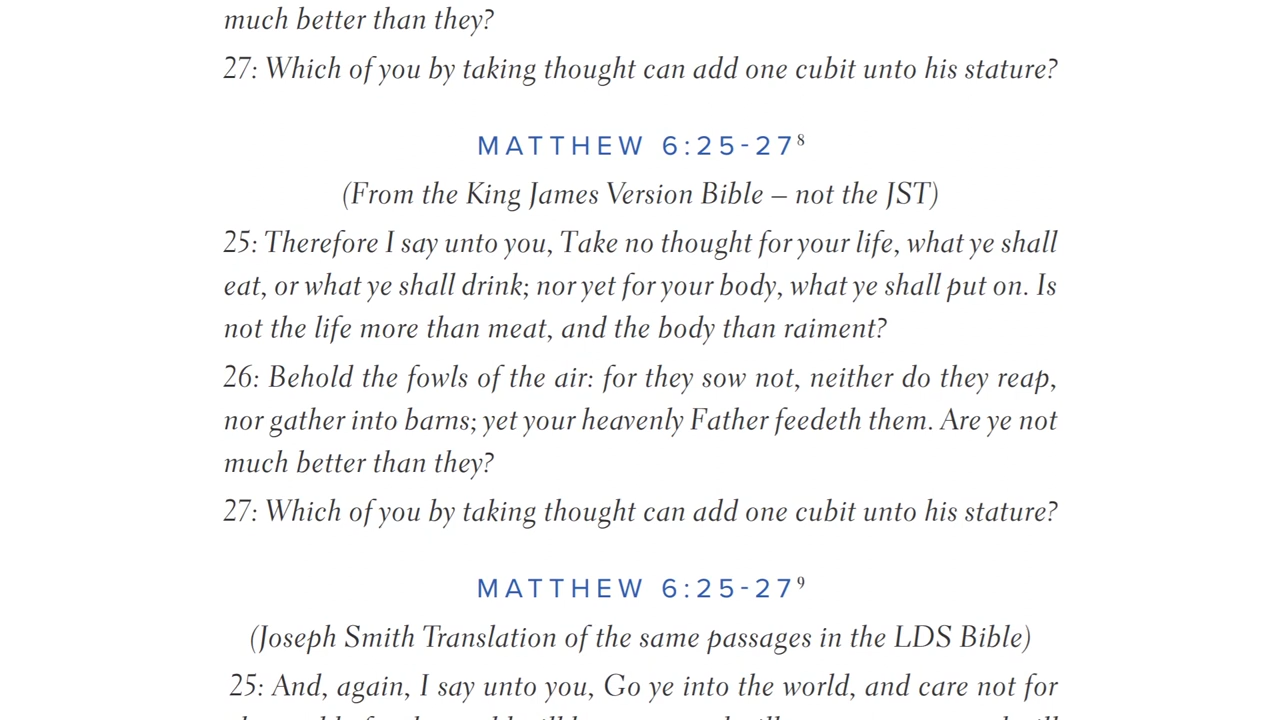 much better than they?
27: Which of you by taking thought can add one cubit unto his stature?
MATTHEW 6:25-27⁸
(From the King James Version Bible – not the JST)
25: Therefore I say unto you, Take no thought for your life, what ye shall
eat, or what ye shall drink; nor yet for your body, what ye shall put on. Is
not the life more than meat, and the body than raiment?
26: Behold the fowls of the air: for they sow not, neither do they reap,
nor gather into barns; yet your heavenly Father feedeth them. Are ye not
much better than they?
27: Which of you by taking thought can add one cubit unto his stature?
MATTHEW 6:25-27⁹
(Joseph Smith Translation of the same passages in the LDS Bible)
25: And, again, I say unto you, Go ye into the world, and care not for